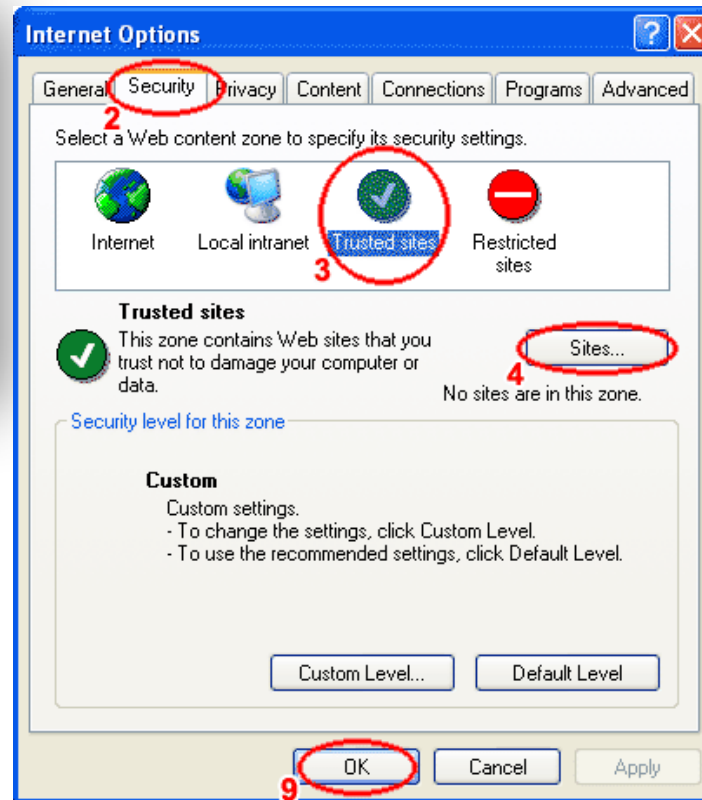 Internet Options
General Security Privacy Content Connections Programs Advanced
2
Select a Web content zone to specify its security settings.
Internet Local intranet Trusted sites Restricted sites
3
Trusted sites
This zone contains Web sites that you
trust not to damage your computer or
data.
Sites...
4
No sites are in this zone.
Security level for this zone
Custom
Custom settings.
- To change the settings, click Custom Level.
- To use the recommended settings, click Default Level.
Custom Level... Default Level
OK Cancel Apply
9